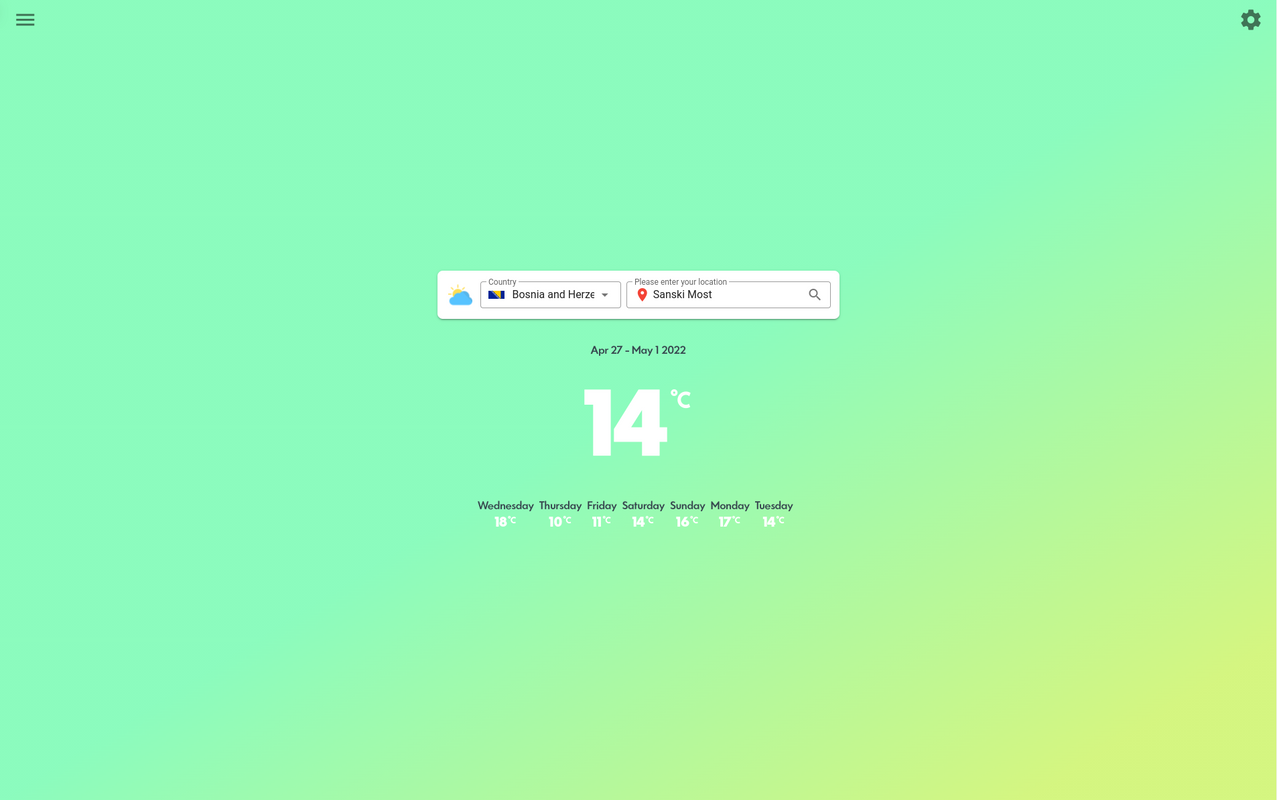 Country
Bosnia and Herze
Please enter your location
Sanski Most
Apr 27 - May 1 2022
14 °C
Wednesday Thursday Friday Saturday Sunday Monday Tuesday
18 °C 10 °C 11 °C 14 °C 16 °C 17 °C 14 °C